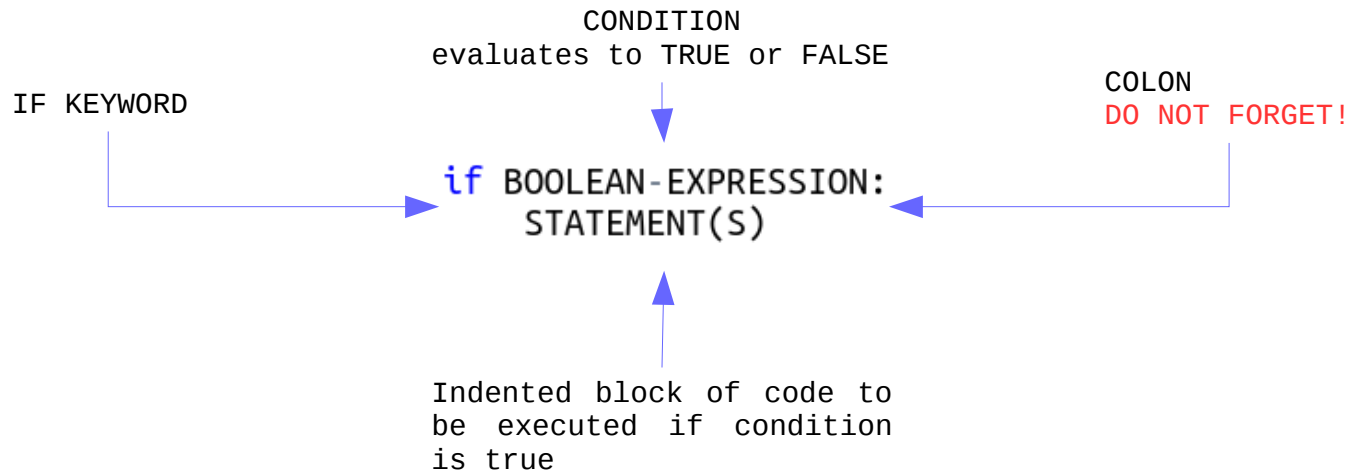 CONDITION
evaluates to TRUE or FALSE
IF KEYWORD
COLON
DO NOT FORGET!
if BOOLEAN-EXPRESSION:
STATEMENT(S)
Indented block of code to
be executed if condition
is true